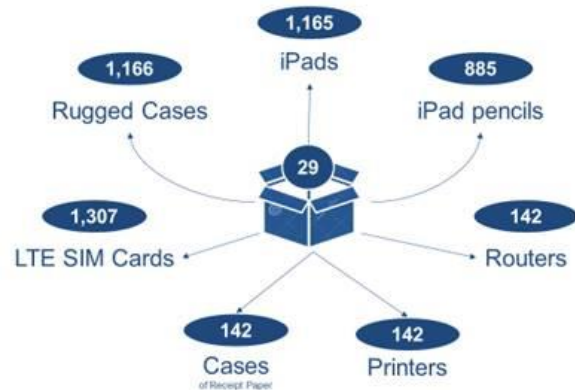 1,165
iPads
1,166
Rugged Cases
885
iPad pencils
29
1,307
LTE SIM Cards
142
Routers
142
Cases
of Receipt Paper
142
Printers